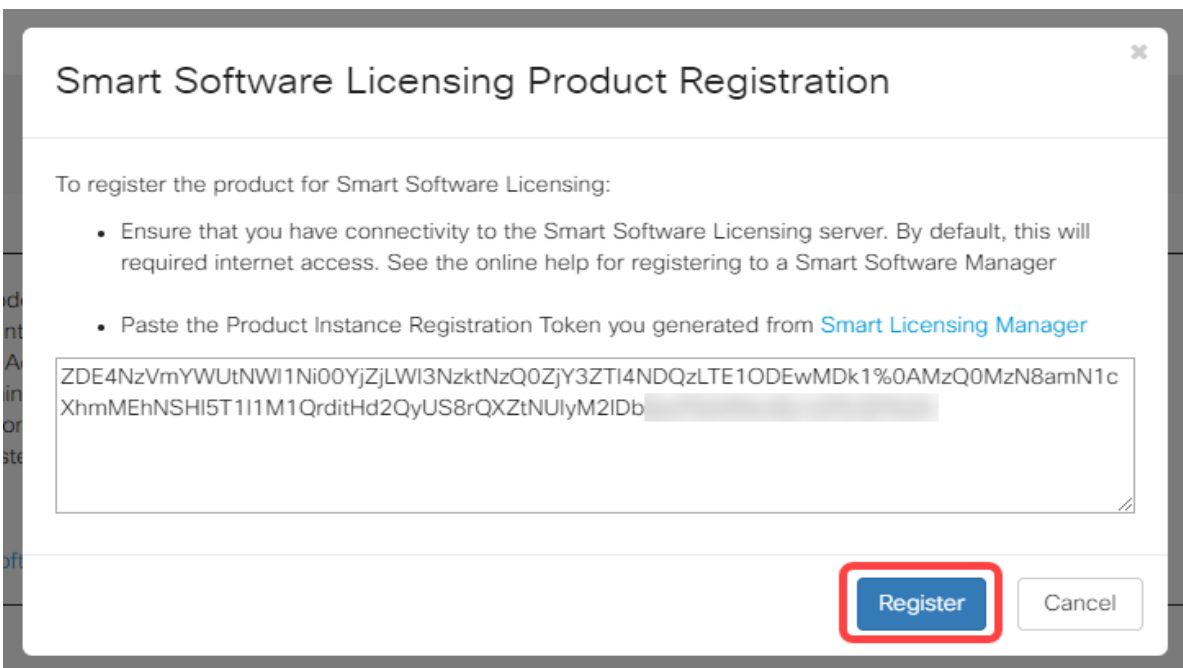 ×
Smart Software Licensing Product Registration
To register the product for Smart Software Licensing:
• Ensure that you have connectivity to the Smart Software Licensing server. By default, this will
required internet access. See the online help for registering to a Smart Software Manager
• Paste the Product Instance Registration Token you generated from Smart Licensing Manager
ZDE4NzVmYWUtNWI1Ni00YjZjLWI3NzktNzQ0ZjY3ZTI4NDQzLTE1ODEwMDk1%0AMzQ0MzN8amN1c
XhmMEhNSHI5T1I1M1QrditHd2QyUS8rQXZtNUIyM2IDb
Register
Cancel